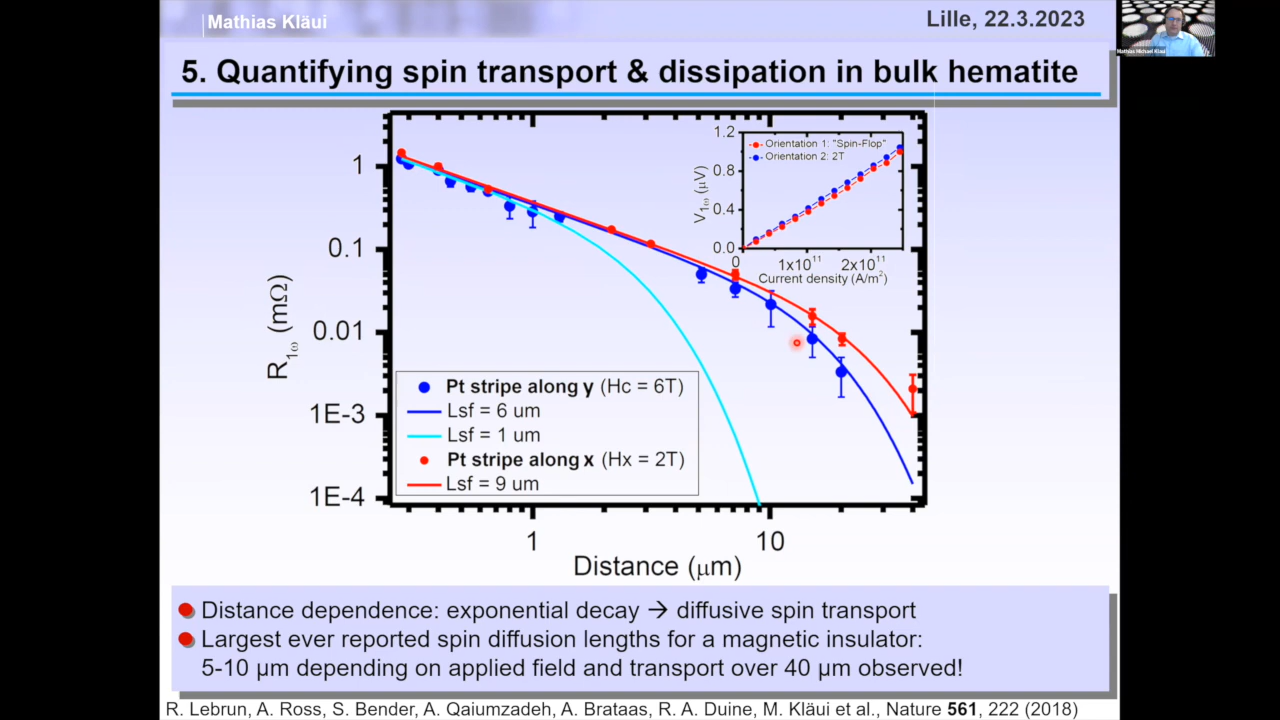 Mathias Kläui
Lille, 22.3.2023
Mathias Michael Kläui
5. Quantifying spin transport & dissipation in bulk hematite
1.2
0.8
0.4
0.0
V1ω (μV)
Orientation 1: "Spin-Flop"
Orientation 2: 2T
0
1x10¹¹
2x10¹¹
Current density (A/m²)
1
0.1
0.01
1E-3
1E-4
R1ω (mΩ)
Pt stripe along y (Hc = 6T)
Lsf = 6 um
Lsf = 1 um
Pt stripe along x (Hx = 2T)
Lsf = 9 um
1
10
Distance (μm)
Distance dependence: exponential decay → diffusive spin transport
Largest ever reported spin diffusion lengths for a magnetic insulator:
5-10 μm depending on applied field and transport over 40 μm observed!
R. Lebrun, A. Ross, S. Bender, A. Qaiumzadeh, A. Brataas, R. A. Duine, M. Kläui et al., Nature 561, 222 (2018)